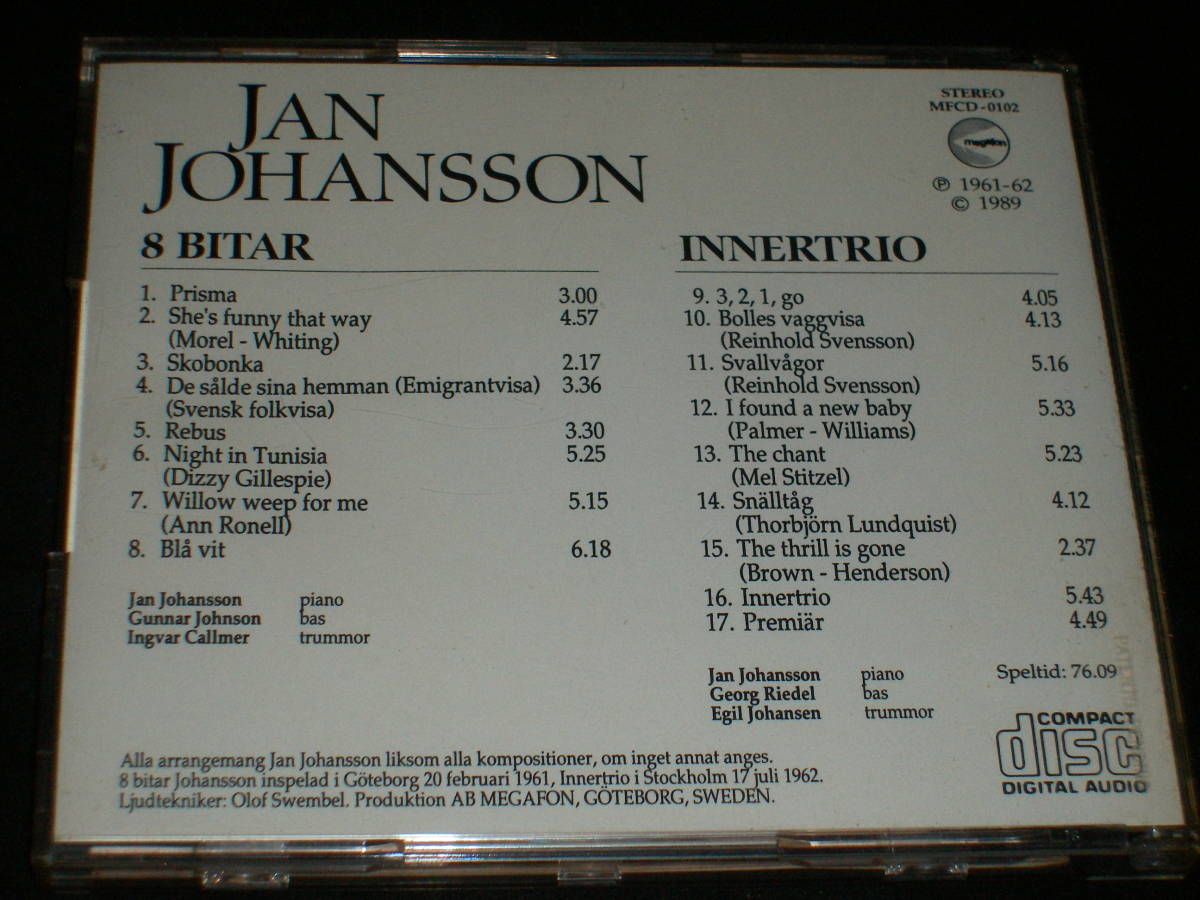 JAN
JOHANSSON
STEREO
MFCD-0102
megafon
℗ 1961-62
© 1989
8 BITAR
1. Prisma 3.00
2. She's funny that way 4.57
(Morel - Whiting)
3. Skobonka 2.17
4. De sålde sina hemman (Emigrantvisa) 3.36
(Svensk folkvisa)
5. Rebus 3.30
6. Night in Tunisia 5.25
(Dizzy Gillespie)
7. Willow weep for me 5.15
(Ann Ronell)
8. Blå vit 6.18
Jan Johansson piano
Gunnar Johnson bas
Ingvar Callmer trummor
INNERTRIO
9. 3, 2, 1, go 4.05
10. Bolles vaggvisa 4.13
(Reinhold Svensson)
11. Svallvågor 5.16
(Reinhold Svensson)
12. I found a new baby 5.33
(Palmer - Williams)
13. The chant 5.23
(Mel Stitzel)
14. Snälltåg 4.12
(Thorbjörn Lundquist)
15. The thrill is gone 2.37
(Brown - Henderson)
16. Innertrio 5.43
17. Premiär 4.49
Jan Johansson piano
Georg Riedel bas
Egil Johansen trummor
Speltid: 76.09
Alla arrangemang Jan Johansson liksom alla kompositioner, om inget annat anges.
8 bitar Johansson inspelad i Göteborg 20 februari 1961, Innertrio i Stockholm 17 juli 1962.
Ljudtekniker: Olof Swembel. Produktion AB MEGAFON, GÖTEBORG, SWEDEN.
COMPACT
disc
DIGITAL AUDIO